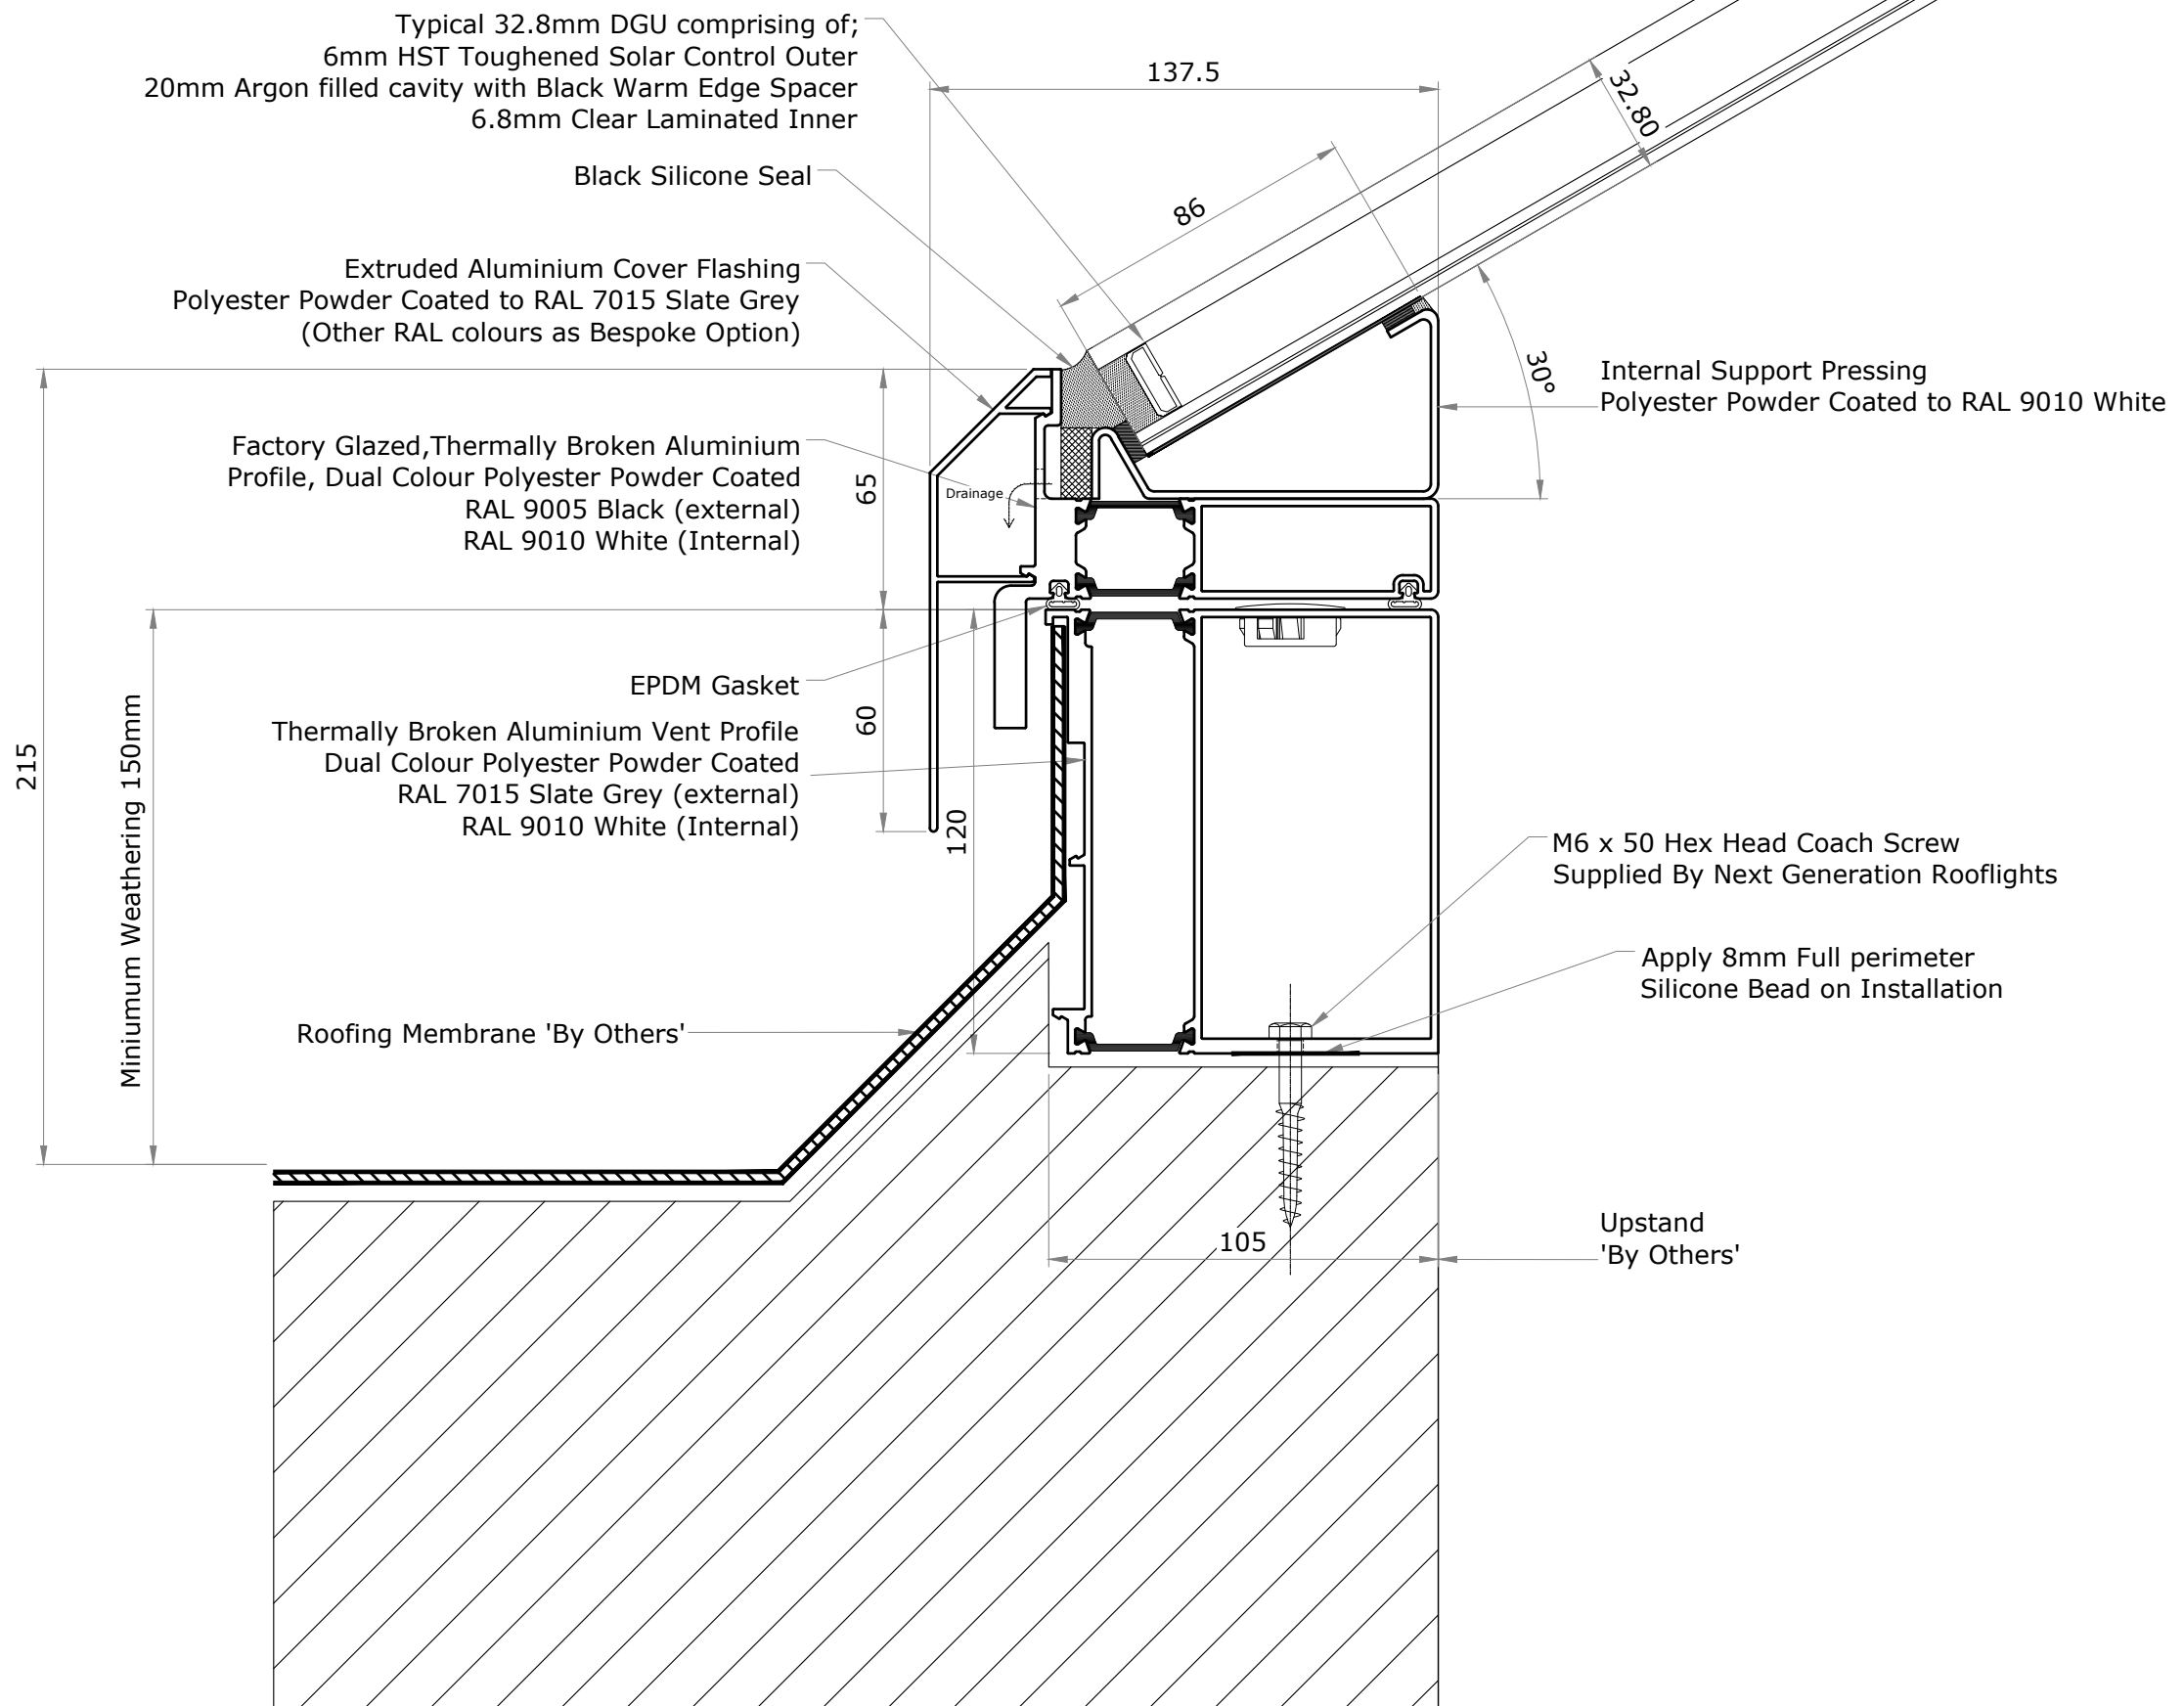 Typical 32.8mm DGU comprising of;
6mm HST Toughened Solar Control Outer
20mm Argon filled cavity with Black Warm Edge Spacer
6.8mm Clear Laminated Inner
137.5
32.80
Black Silicone Seal
86
Extruded Aluminium Cover Flashing
Polyester Powder Coated to RAL 7015 Slate Grey
(Other RAL colours as Bespoke Option)
30°
Internal Support Pressing
Polyester Powder Coated to RAL 9010 White
Factory Glazed,Thermally Broken Aluminium
Profile, Dual Colour Polyester Powder Coated
RAL 9005 Black (external)
RAL 9010 White (Internal)
65
Drainage
EPDM Gasket
60
Thermally Broken Aluminium Vent Profile
Dual Colour Polyester Powder Coated
RAL 7015 Slate Grey (external)
RAL 9010 White (Internal)
215
Miniumum Weathering 150mm
120
M6 x 50 Hex Head Coach Screw
Supplied By Next Generation Rooflights
Apply 8mm Full perimeter
Silicone Bead on Installation
Roofing Membrane 'By Others'
105
Upstand
'By Others'